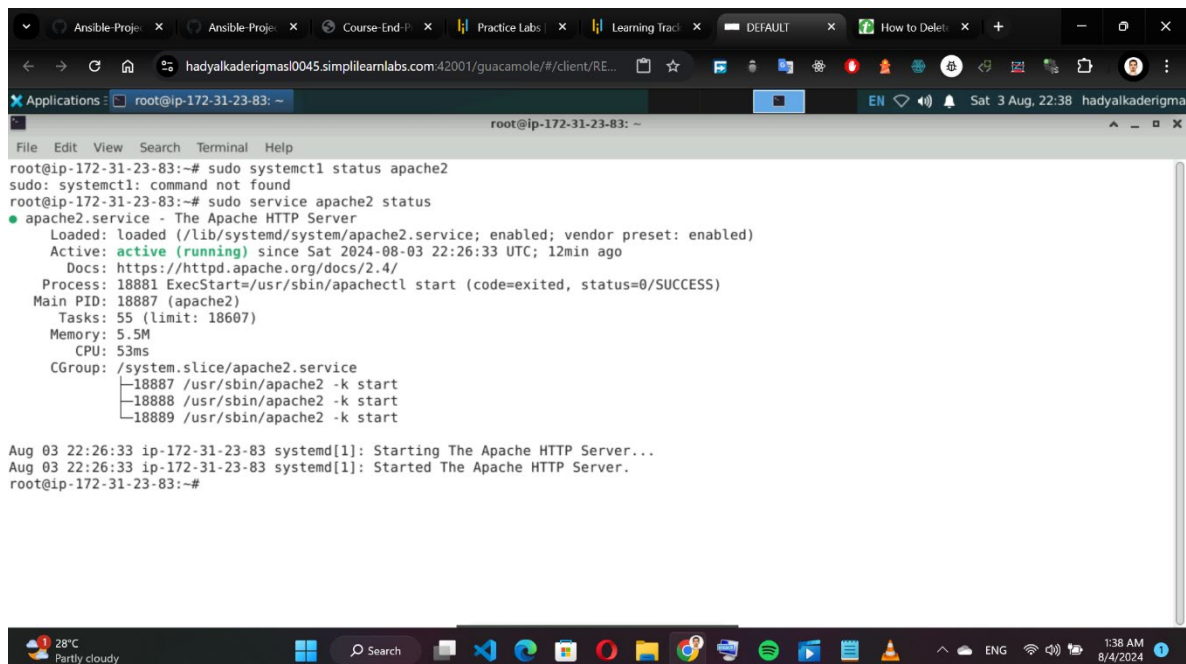 Ansible-Projec
Ansible-Projec
Course-End-P
Practice Labs |
Learning Track
DEFAULT
How to Delete
hadyalkaderigmasl0045.simplilearnlabs.com:42001/guacamole/#/client/RE...
Applications
root@ip-172-31-23-83: ~
EN
Sat 3 Aug, 22:38 hadyalkaderigma
root@ip-172-31-23-83: ~
File Edit View Search Terminal Help
root@ip-172-31-23-83:~# sudo systemct1 status apache2
sudo: systemct1: command not found
root@ip-172-31-23-83:~# sudo service apache2 status
● apache2.service - The Apache HTTP Server
Loaded: loaded (/lib/systemd/system/apache2.service; enabled; vendor preset: enabled)
Active: active (running) since Sat 2024-08-03 22:26:33 UTC; 12min ago
Docs: https://httpd.apache.org/docs/2.4/
Process: 18881 ExecStart=/usr/sbin/apachectl start (code=exited, status=0/SUCCESS)
Main PID: 18887 (apache2)
Tasks: 55 (limit: 18607)
Memory: 5.5M
CPU: 53ms
CGroup: /system.slice/apache2.service
├─18887 /usr/sbin/apache2 -k start
├─18888 /usr/sbin/apache2 -k start
└─18889 /usr/sbin/apache2 -k start
Aug 03 22:26:33 ip-172-31-23-83 systemd[1]: Starting The Apache HTTP Server...
Aug 03 22:26:33 ip-172-31-23-83 systemd[1]: Started The Apache HTTP Server.
root@ip-172-31-23-83:~#
1
28°C
Partly cloudy
Search
ENG
1:38 AM
8/4/2024
1